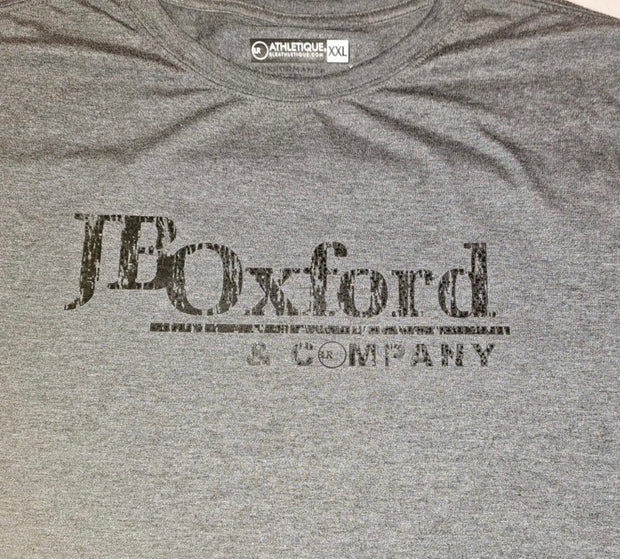 ATHLETIQUE
XXL
JBOxford
& COMPANY